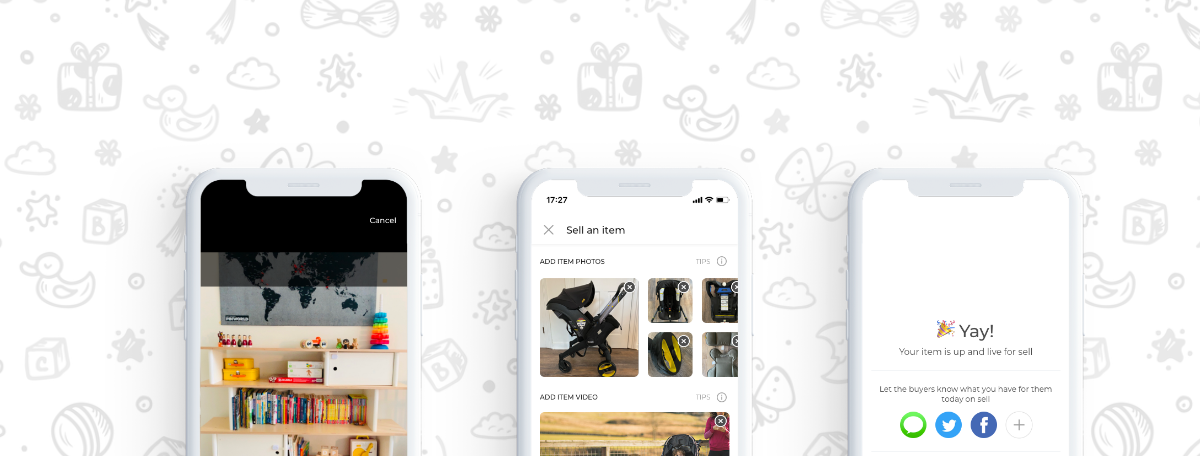 Cancel
17:27
Sell an item
ADD ITEM PHOTOS
TIPS
ADD ITEM VIDEO
TIPS
🎉 Yay!
Your item is up and live for sell
Let the buyers know what you have for them
today on sell